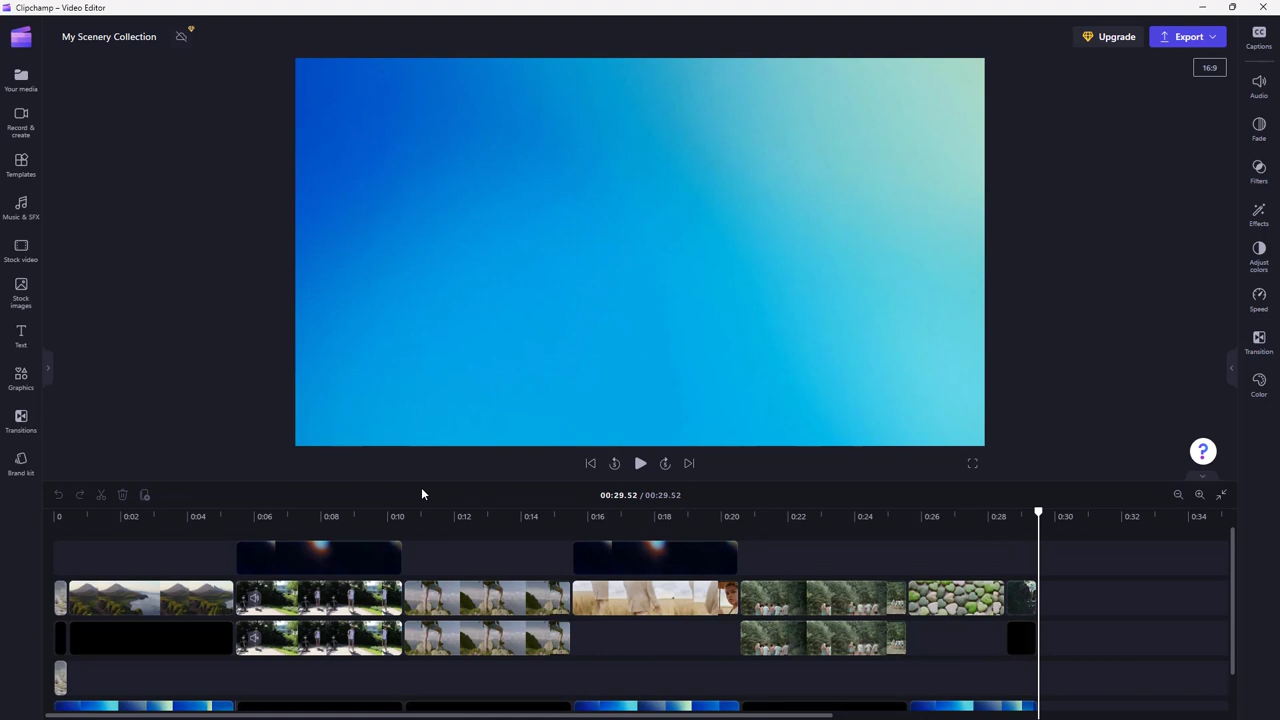 Clipchamp – Video Editor
My Scenery Collection
Upgrade
Export
16:9
Your media
Record &
create
Templates
Music & SFX
Stock video
Stock
images
Text
Graphics
Transitions
Brand kit
CC
Captions
Audio
Fade
Filters
Effects
Adjust
colors
Speed
Transition
Color
5
5
?
00:29.52 / 00:29.52
0
0:02
0:04
0:06
0:08
0:10
0:12
0:14
0:16
0:18
0:20
0:22
0:24
0:26
0:28
0:30
0:32
0:34